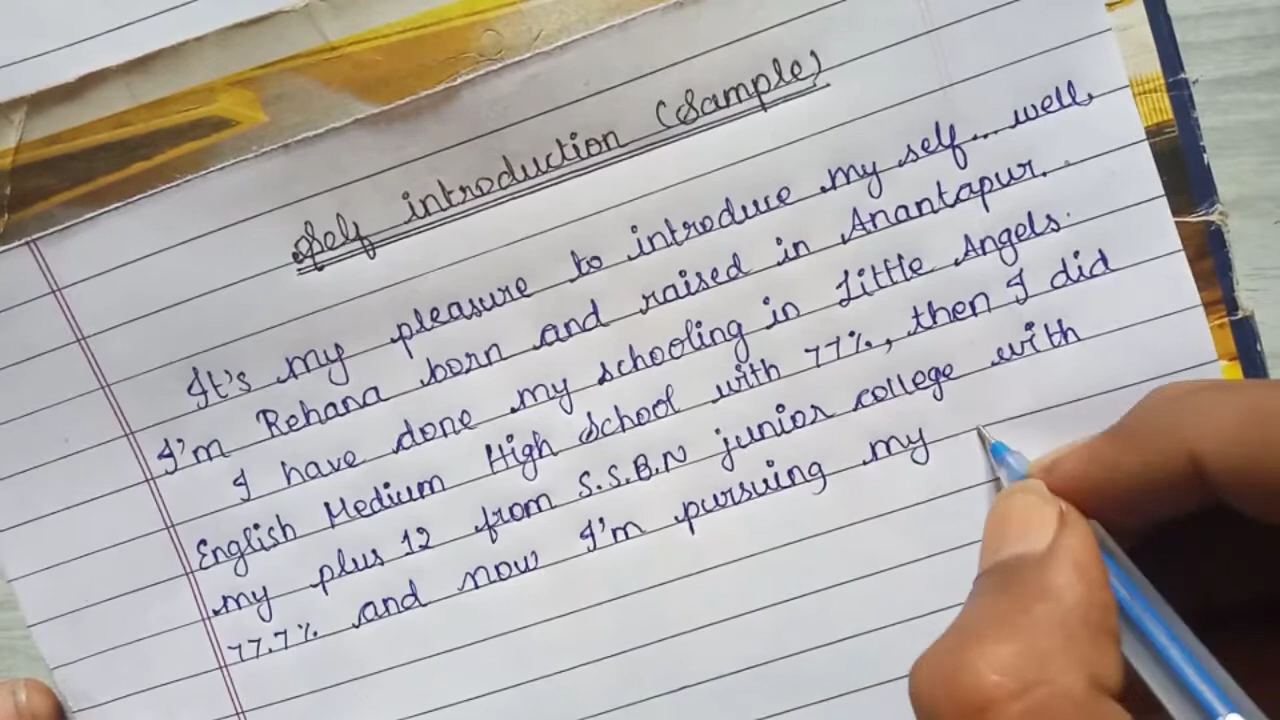 Self introduction (Sample)
It's my pleasure to introduce my self... well
I'm Rehana born and raised in Anantapur.
I have done my schooling in Little Angels.
English Medium High School with 77%, then I did
my plus 12 from S.S.B.N junior college with
77.7% and now I'm pursuing my